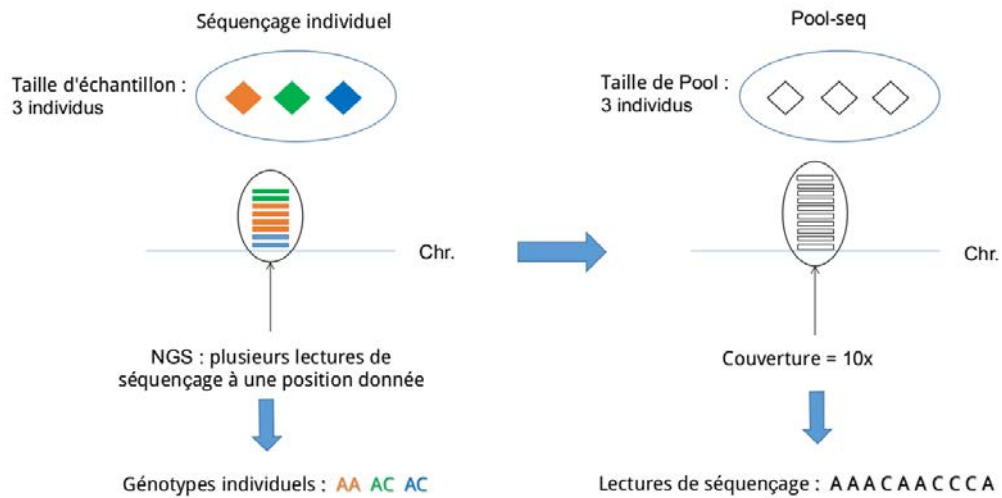 Séquençage individuel
Taille d'échantillon :
3 individus
Chr.
NGS : plusieurs lectures de
séquençage à une position donnée
Génotypes individuels : AA AC AC
Pool-seq
Taille de Pool :
3 individus
Chr.
Couverture = 10x
Lectures de séquençage : A A A C A A C C C A